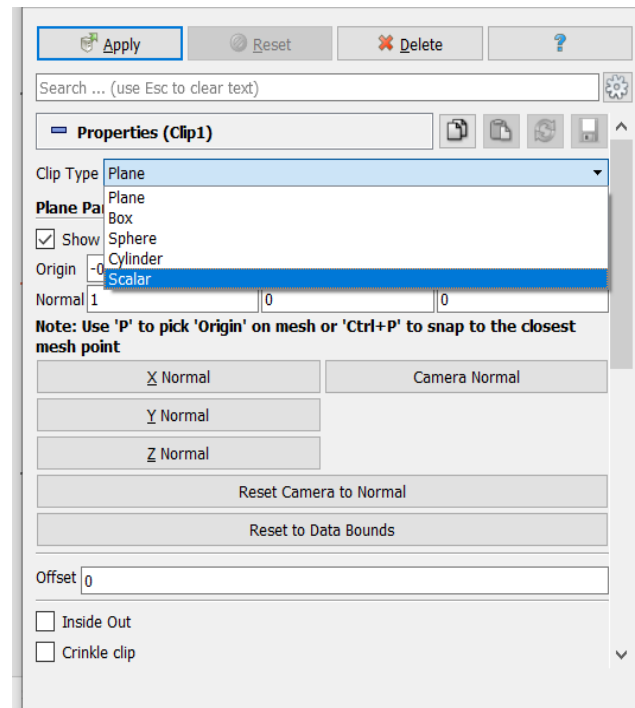 Apply Reset Delete ?
Search ... (use Esc to clear text)
Properties (Clip1)
Clip Type Plane
Plane
Plane Pa
Box
Show
Sphere
Cylinder
Origin -0
Scalar
Normal 1 0 0
Note: Use 'P' to pick 'Origin' on mesh or 'Ctrl+P' to snap to the closest
mesh point
X Normal Camera Normal
Y Normal
Z Normal
Reset Camera to Normal
Reset to Data Bounds
Offset 0
Inside Out
Crinkle clip